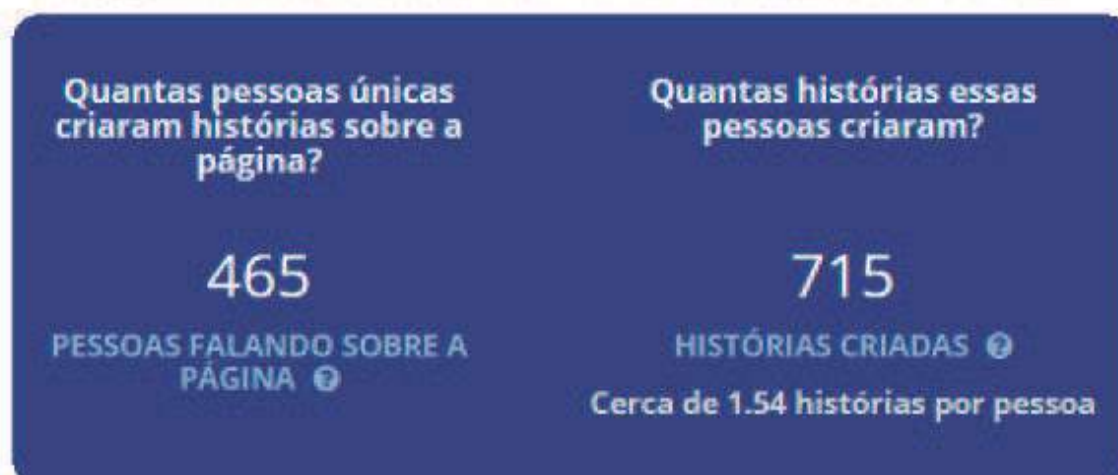 Quantas pessoas únicas
criaram histórias sobre a
página?
465
PESSOAS FALANDO SOBRE A
PÁGINA
Quantas histórias essas
pessoas criaram?
715
HISTÓRIAS CRIADAS
Cerca de 1.54 histórias por pessoa